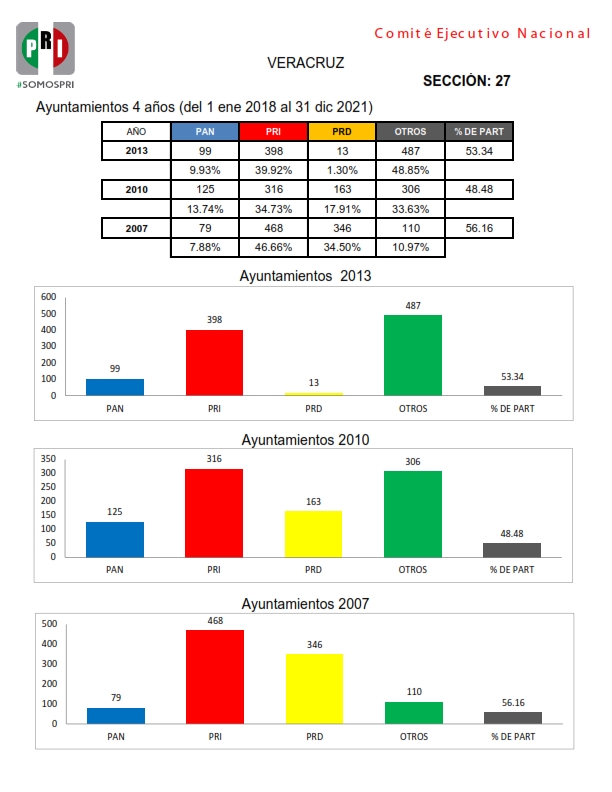 Comité Ejecutivo Nacional
PRI
#SOMOSPRI
VERACRUZ
SECCIÓN: 27
Ayuntamientos 4 años (del 1 ene 2018 al 31 dic 2021)
AÑO PAN PRI PRD OTROS % DE PART
2013 99 398 13 487 53.34
9.93% 39.92% 1.30% 48.85%
2010 125 316 163 306 48.48
13.74% 34.73% 17.91% 33.63%
2007 79 468 346 110 56.16
7.88% 46.66% 34.50% 10.97%
Ayuntamientos 2013
600
500
400
300
200
100
0
99 398 13 487 53.34
PAN PRI PRD OTROS % DE PART
Ayuntamientos 2010
350
300
250
200
150
100
50
0
125 316 163 306 48.48
PAN PRI PRD OTROS % DE PART
Ayuntamientos 2007
500
400
300
200
100
0
79 468 346 110 56.16
PAN PRI PRD OTROS % DE PART